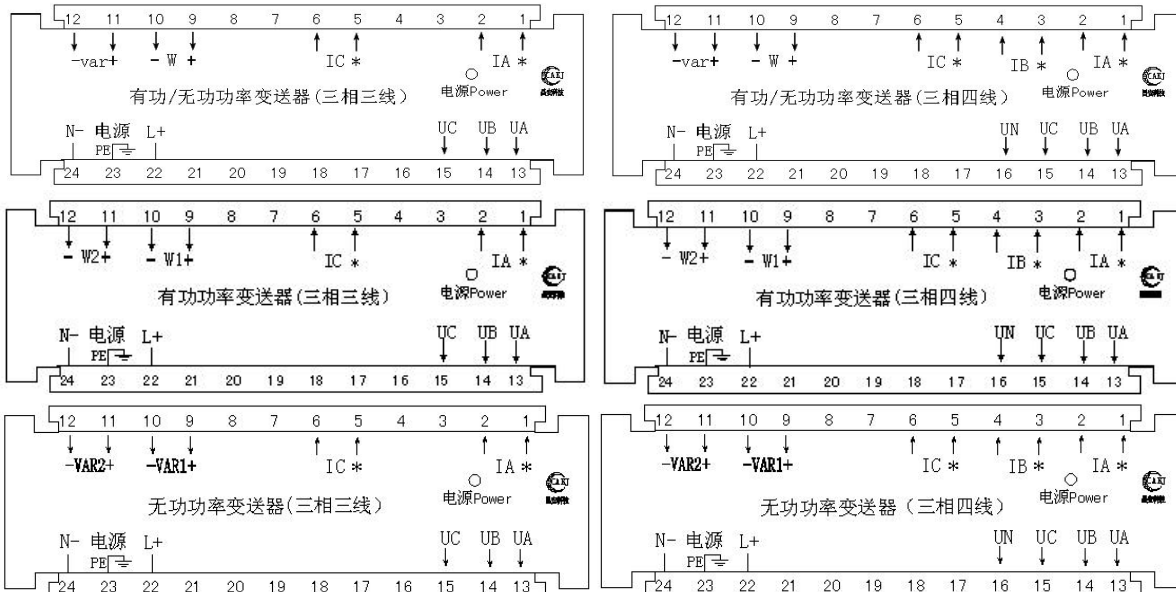 12 11 10 9 8 7 6 5 4 3 2 1
-var+ - W + IC * IA *
电源Power
有功/无功功率变送器(三相三线)
N- 电源 L+ UC UB UA
PE
24 23 22 21 20 19 18 17 16 15 14 13
12 11 10 9 8 7 6 5 4 3 2 1
-var+ - W + IC * IB * IA *
电源Power
有功/无功功率变送器(三相四线)
N- 电源 L+ UN UC UB UA
PE
24 23 22 21 20 19 18 17 16 15 14 13
12 11 10 9 8 7 6 5 4 3 2 1
- W2+ - W1+ IC * IA *
电源Power
有功功率变送器(三相三线)
N- 电源 L+ UC UB UA
PE
24 23 22 21 20 19 18 17 16 15 14 13
12 11 10 9 8 7 6 5 4 3 2 1
- W2+ - W1+ IC * IB * IA *
电源Power
有功功率变送器(三相四线)
N- 电源 L+ UN UC UB UA
PE
24 23 22 21 20 19 18 17 16 15 14 13
12 11 10 9 8 7 6 5 4 3 2 1
-VAR2+ -VAR1+ IC * IA *
电源Power
无功功率变送器(三相三线)
N- 电源 L+ UC UB UA
PE
24 23 22 21 20 19 18 17 16 15 14 13
12 11 10 9 8 7 6 5 4 3 2 1
-VAR2+ -VAR1+ IC * IB * IA *
电源Power
无功功率变送器（三相四线）
N- 电源 L+ UN UC UB UA
PE
24 23 22 21 20 19 18 17 16 15 14 13